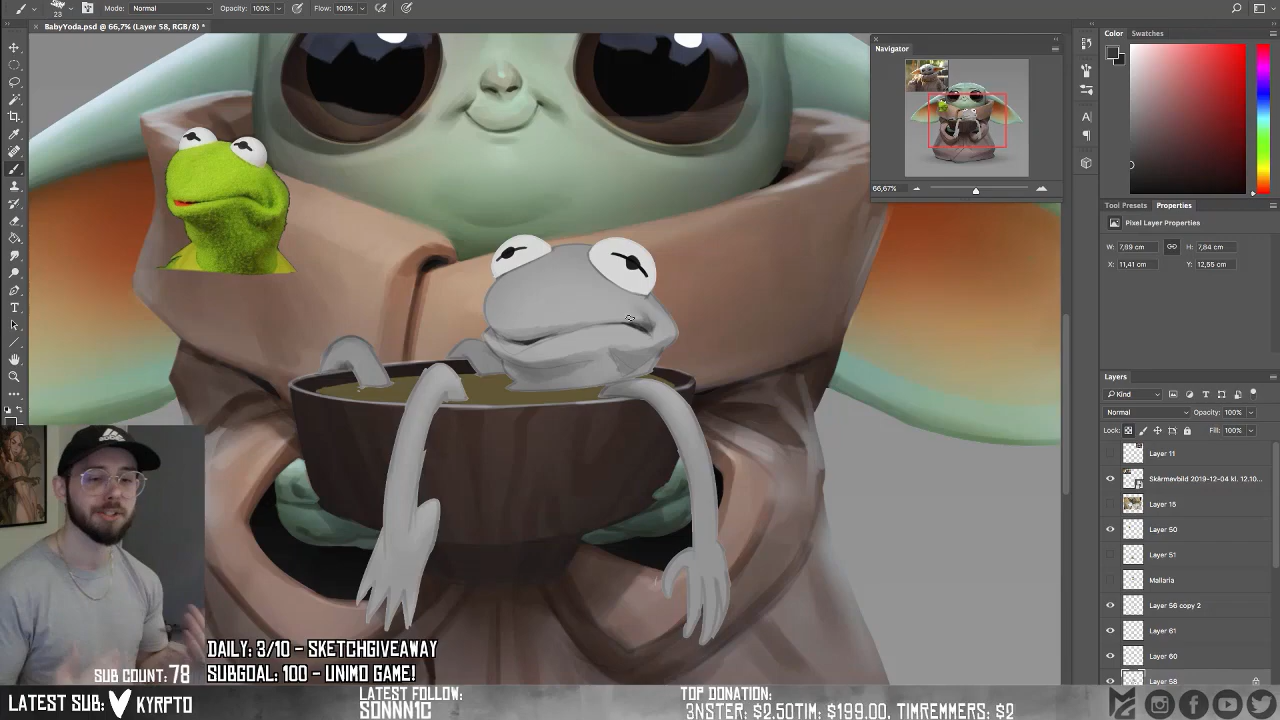 23
Mode: Normal
Opacity: 100%
Flow: 100%
BabyYoda.psd @ 66,7% (Layer 58, RGB/8) *
Navigator
66,67%
Color
Swatches
Tool Presets
Properties
Pixel Layer Properties
W: 7,69 cm
H: 7,84 cm
X: 11,41 cm
Y: 12,55 cm
Layers
Kind
Normal
Opacity: 100%
Lock:
Fill: 100%
Layer 11
Skärmavbild 2019-12-04 kl. 12.10...
Layer 15
Layer 50
Layer 51
Mallaria
Layer 56 copy 2
Layer 61
Layer 60
Layer 58
DAILY: 3/10 - SKETCHGIVEAWAY
SUB COUNT: 78
SUBGOAL: 100 - UNIMO GAME!
LATEST SUB: KYRPTO
LATEST FOLLOW:
SONNN1C
TOP DONATION:
3NSTER: $2.50TIM: $199.00, TIMREMMERS: $2